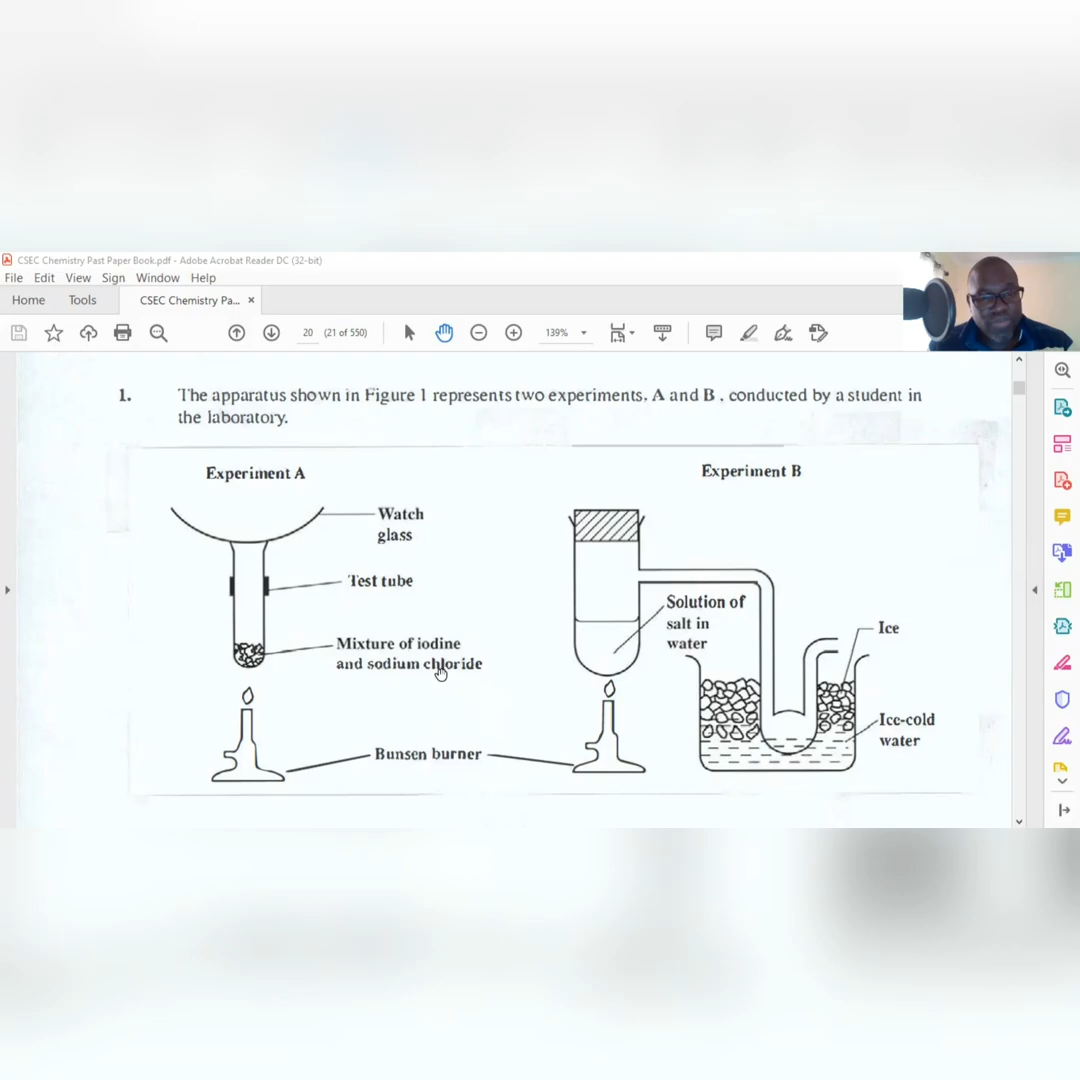 CSEC Chemistry Past Paper Book.pdf - Adobe Acrobat Reader DC (32-bit)
File Edit View Sign Window Help
Home Tools CSEC Chemistry Pa... ×
20 (21 of 550) 139%
1. The apparatus shown in Figure 1 represents two experiments, A and B , conducted by a student in
the laboratory.
Experiment A
Watch
glass
Test tube
Mixture of iodine
and sodium chloride
Bunsen burner
Experiment B
Solution of
salt in
water
Ice
Ice-cold
water